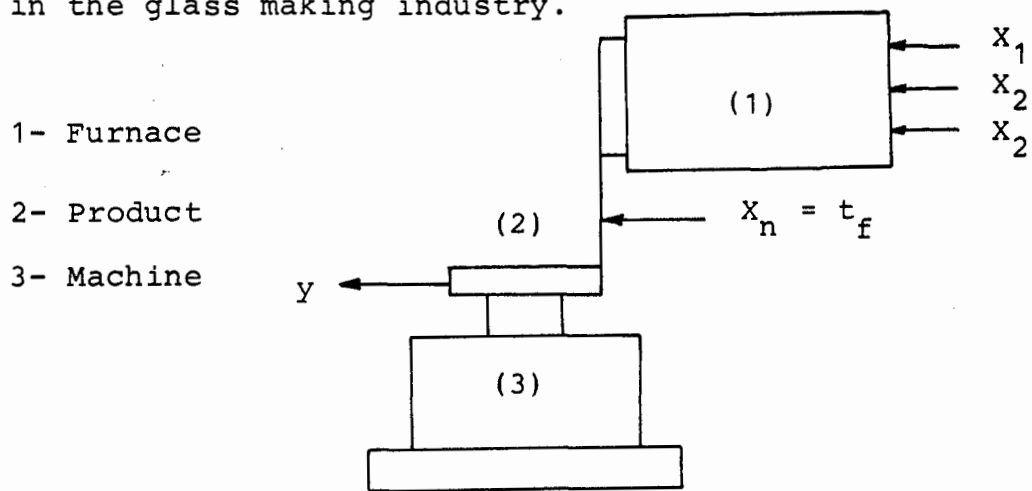 in the glass making industry.
X1
(1)
X2
1- Furnace
X2
2- Product
(2)
Xn = tf
3- Machine
y
(3)